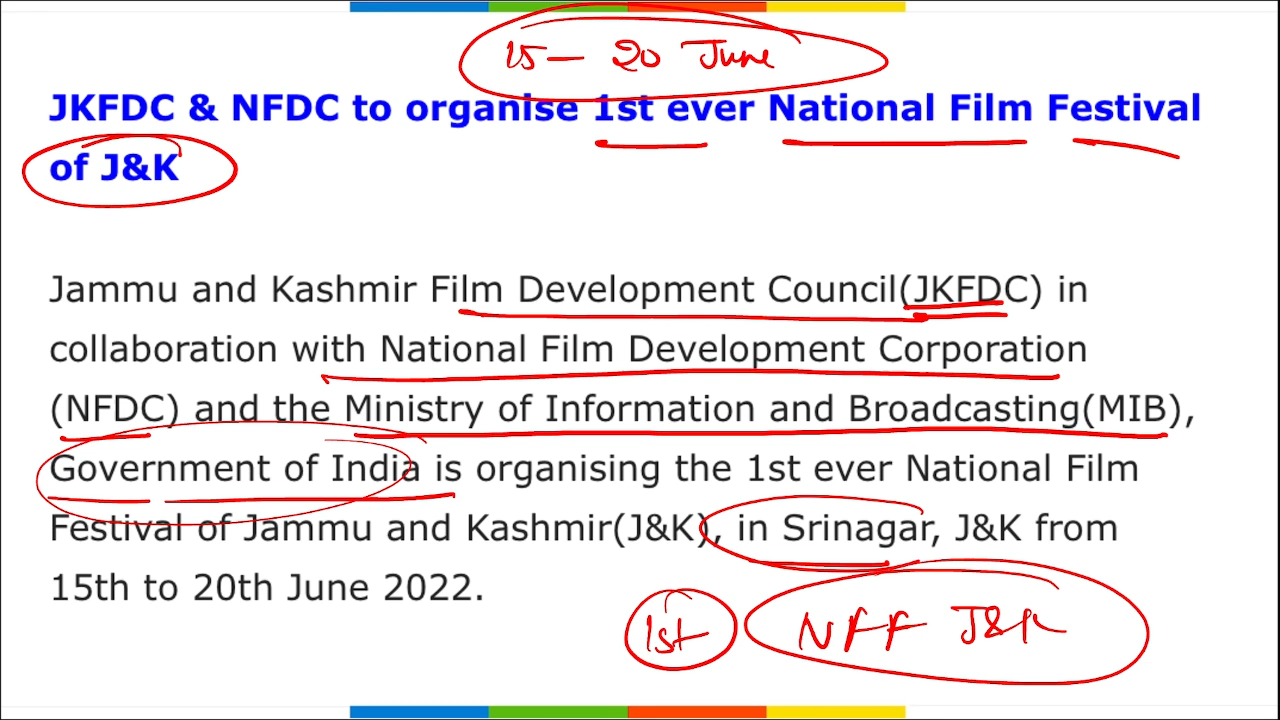 15 - 20 June
JKFDC & NFDC to organise 1st ever National Film Festival
of J&K
Jammu and Kashmir Film Development Council(JKFDC) in
collaboration with National Film Development Corporation
(NFDC) and the Ministry of Information and Broadcasting(MIB),
Government of India is organising the 1st ever National Film
Festival of Jammu and Kashmir(J&K), in Srinagar, J&K from
15th to 20th June 2022.
1st NFF J&K